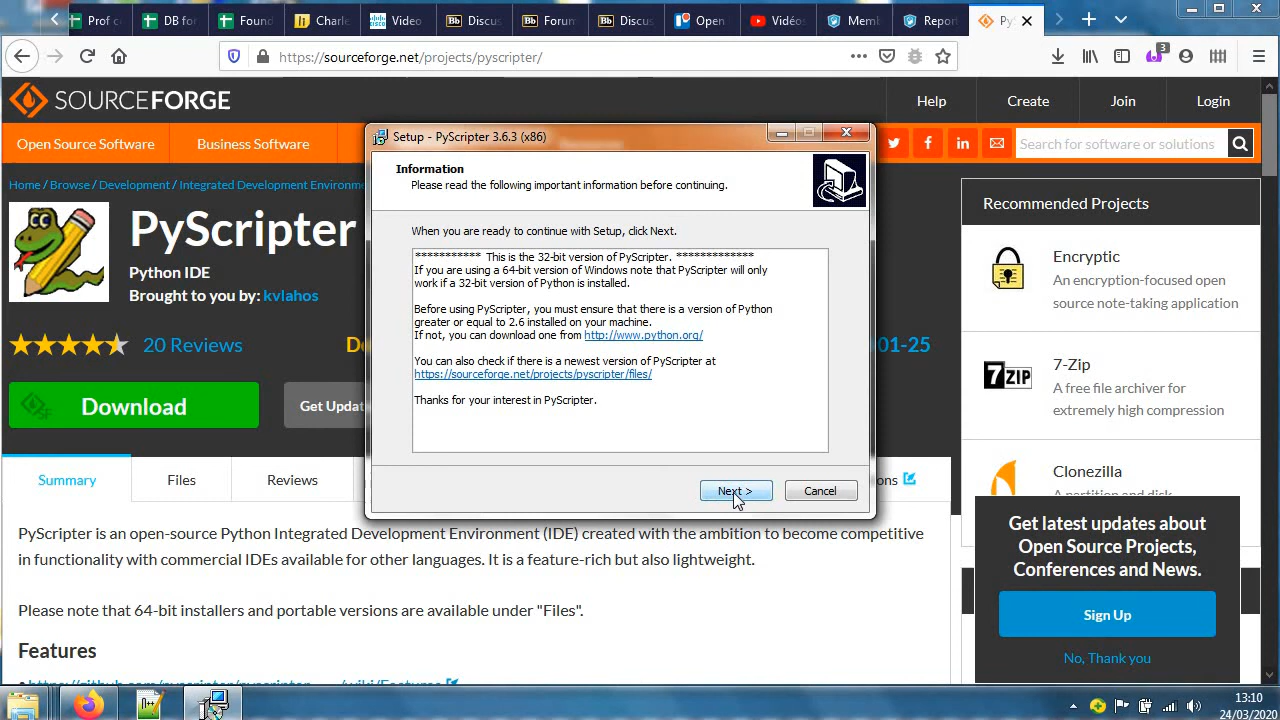 Prof c
DB for
Found
Charle
Video
Discus
Forum
Discus
Open
Vidéo
Memb
Report
Py
https://sourceforge.net/projects/pyscripter/
3
SOURCEFORGE
Help
Create
Join
Login
Open Source Software
Business Software
Search for software or solutions
Home / Browse / Development / Integrated Development Environme
PyScripter
Python IDE
Brought to you by: kvlahos
20 Reviews
01-25
Download
Get Updat
Summary
Files
Reviews
ons
Setup - PyScripter 3.6.3 (x86)
Information
Please read the following important information before continuing.
When you are ready to continue with Setup, click Next.
*********** This is the 32-bit version of PyScripter. *************
If you are using a 64-bit version of Windows note that PyScripter will only
work if a 32-bit version of Python is installed.
Before using PyScripter, you must ensure that there is a version of Python
greater or equal to 2.6 installed on your machine.
If not, you can download one from http://www.python.org/
You can also check if there is a newest version of PyScripter at
https://sourceforge.net/projects/pyscripter/files/
Thanks for your interest in PyScripter.
Next >
Cancel
Recommended Projects
Encryptic
An encryption-focused open
source note-taking application
7ZIP
7-Zip
A free file archiver for
extremely high compression
Clonezilla
Get latest updates about
Open Source Projects,
Conferences and News.
Sign Up
No, Thank you
PyScripter is an open-source Python Integrated Development Environment (IDE) created with the ambition to become competitive
in functionality with commercial IDEs available for other languages. It is a feature-rich but also lightweight.
Please note that 64-bit installers and portable versions are available under "Files".
Features
13:10
24/03/2020